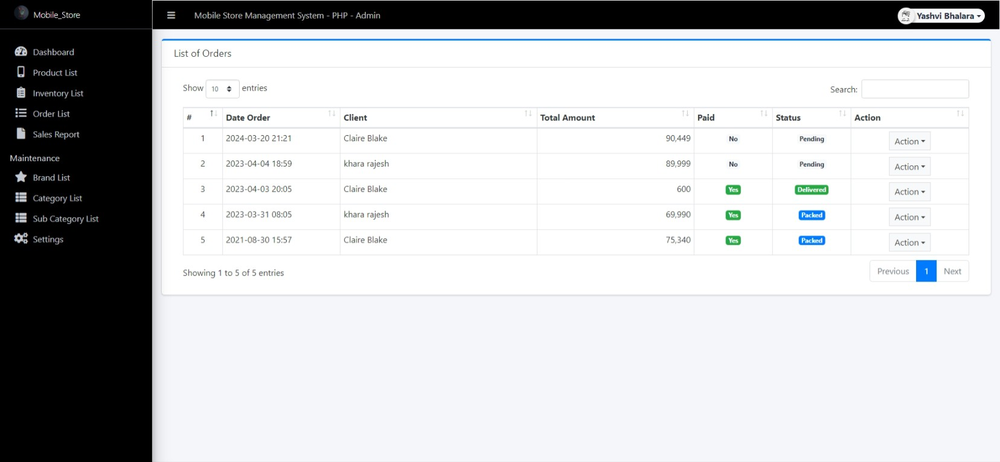 Mobile_Store
Mobile Store Management System - PHP - Admin
Yashvi Bhalara
Dashboard
Product List
Inventory List
Order List
Sales Report
Maintenance
Brand List
Category List
Sub Category List
Settings
List of Orders
Show 10 entries
Search:
# Date Order Client Total Amount Paid Status Action
1 2024-03-20 21:21 Claire Blake 90,449 No Pending Action
2 2023-04-04 18:59 khara rajesh 89,999 No Pending Action
3 2023-04-03 20:05 Claire Blake 600 Yes Delivered Action
4 2023-03-31 08:05 khara rajesh 69,990 Yes Packed Action
5 2021-08-30 15:57 Claire Blake 75,340 Yes Packed Action
Showing 1 to 5 of 5 entries
Previous 1 Next